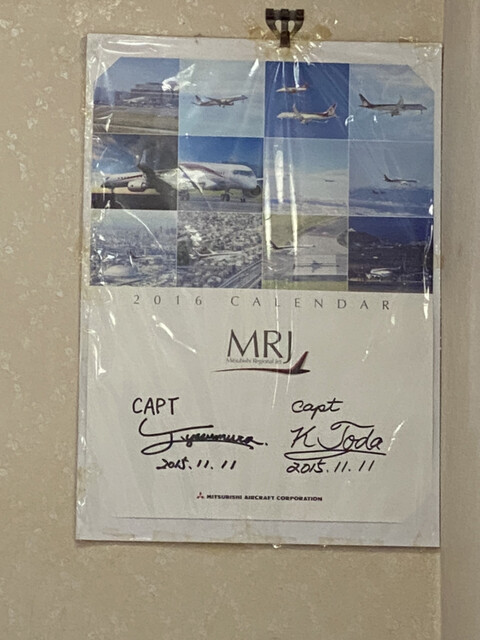 2016 CALENDAR
MRJ
Mitsubishi Regional Jet
CAPT
capt
K Toda
2015.11.11
2015.11.11
MITSUBISHI AIRCRAFT CORPORATION